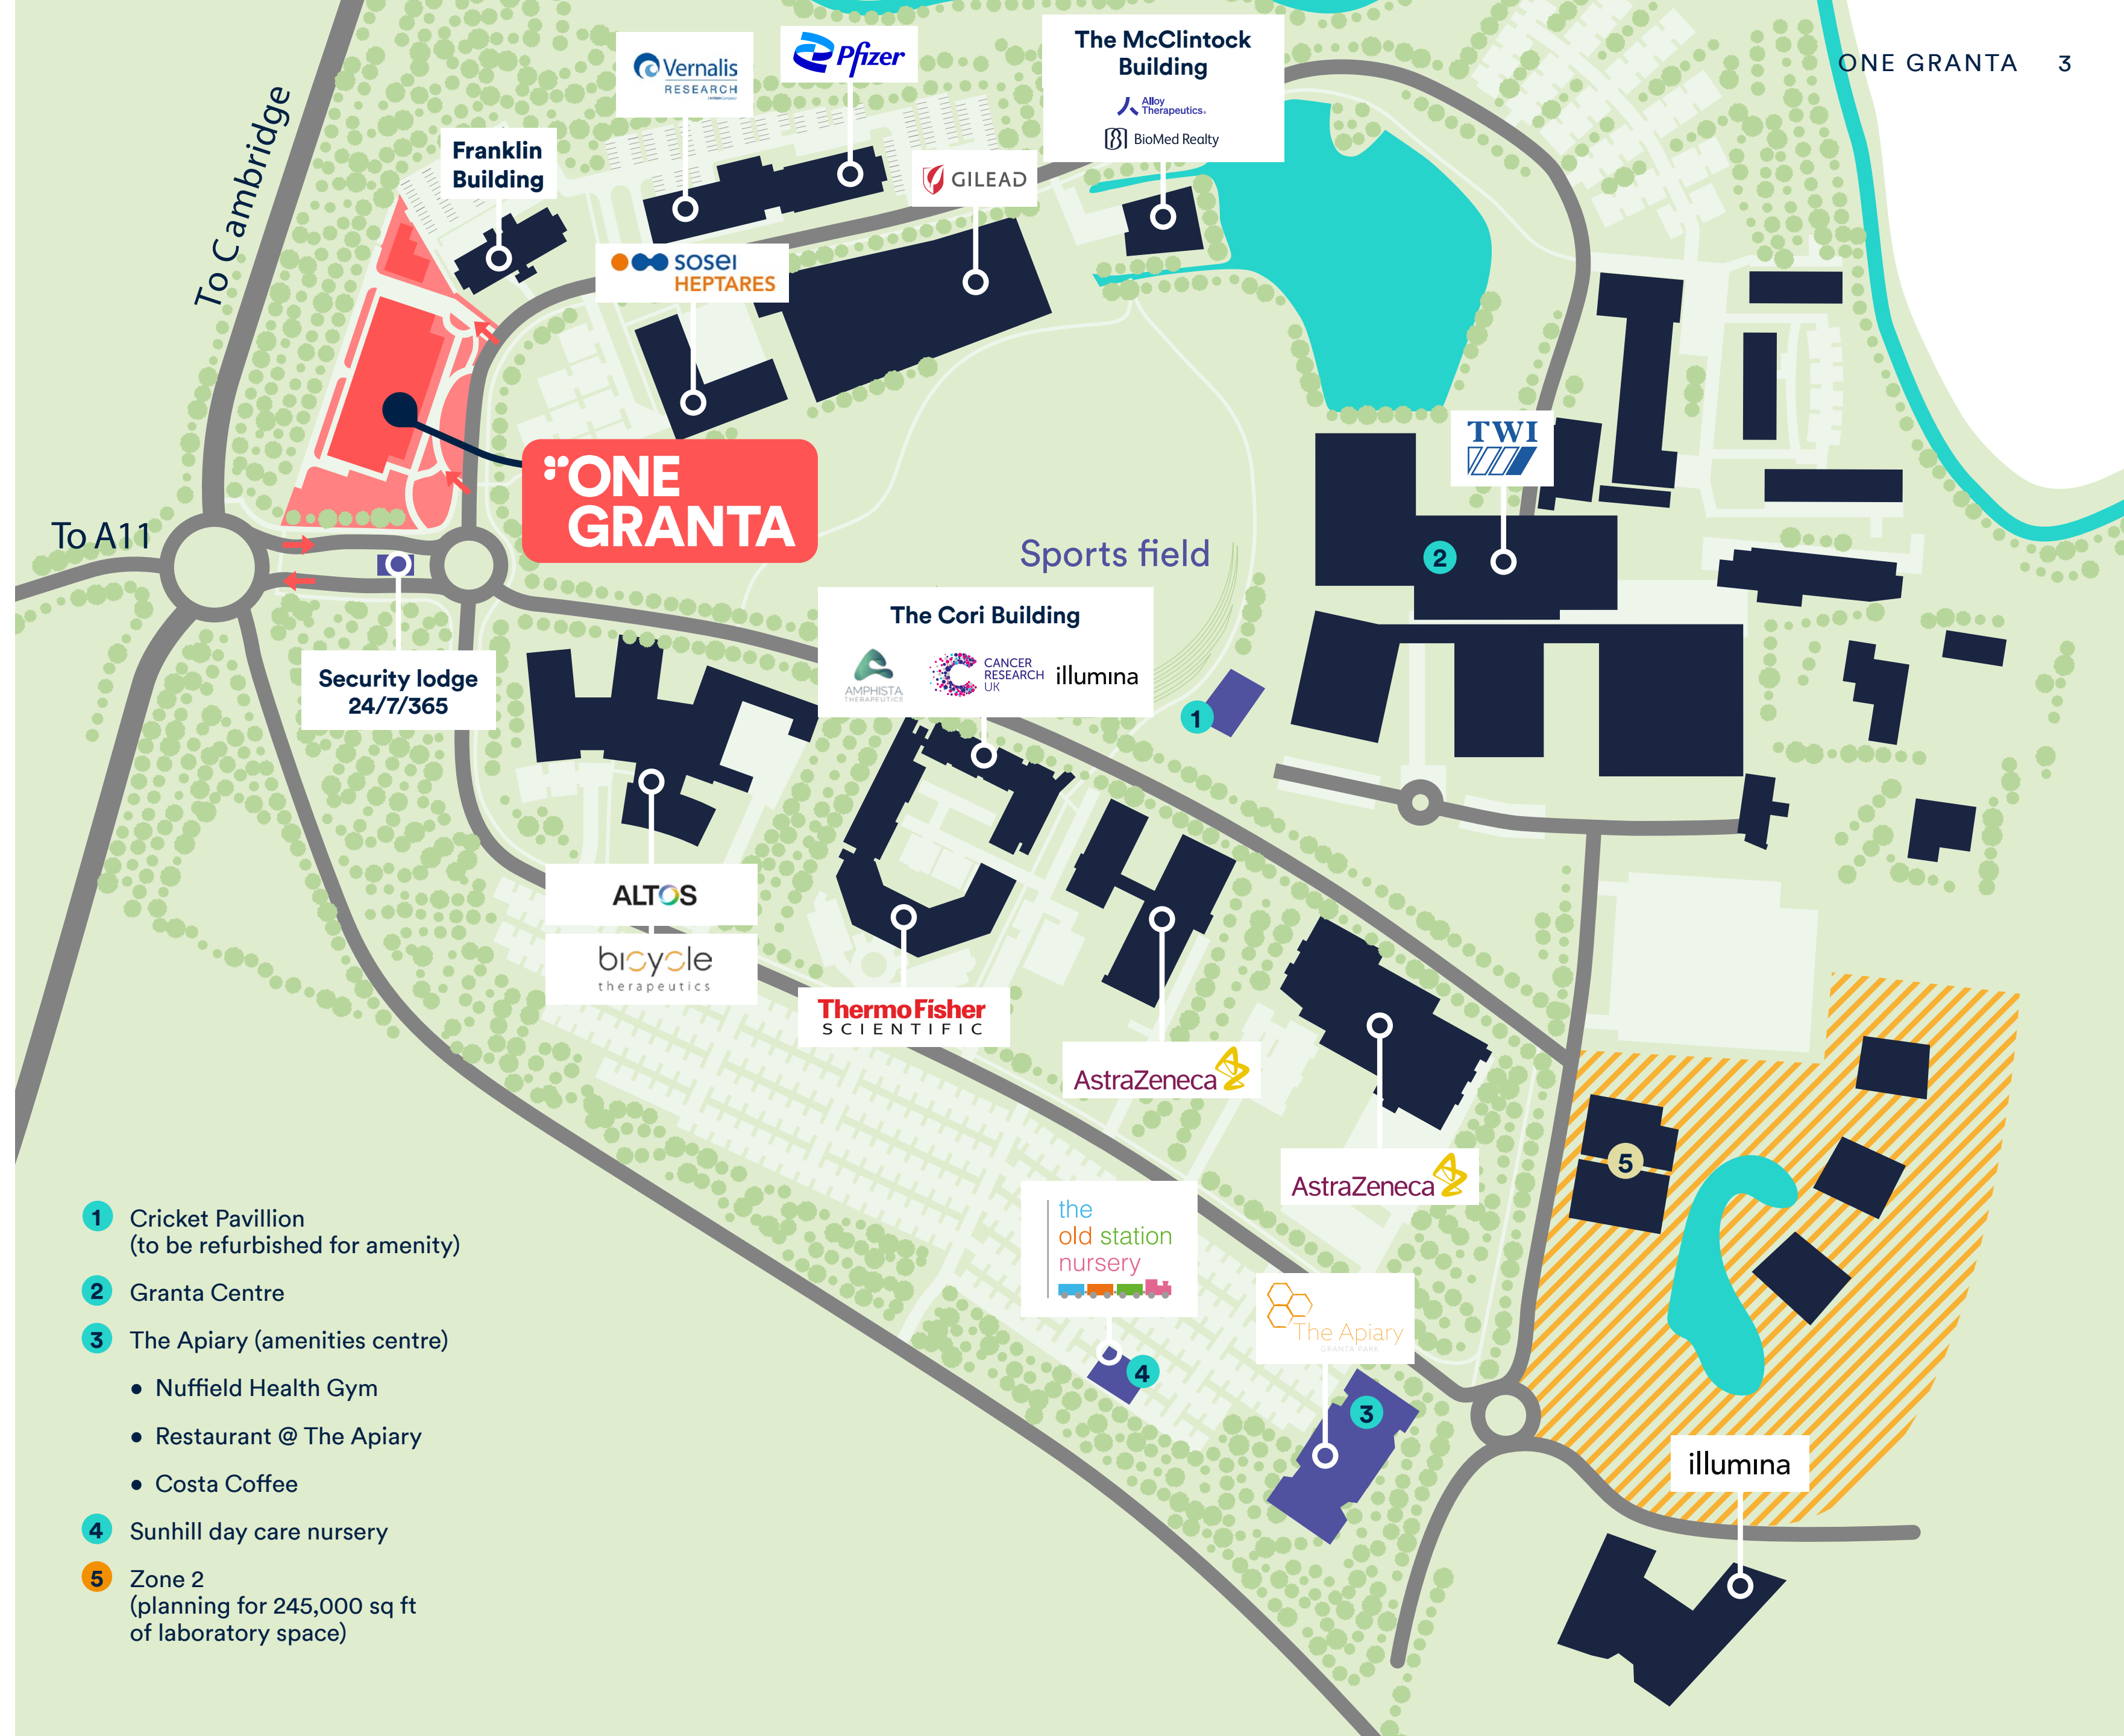 ONE GRANTA 3
To Cambridge
To A11
Vernalis
RESEARCH
Pfizer
The McClintock
Building
Alloy
Therapeutics
BioMed Realty
Franklin
Building
GILEAD
sosei
HEPTARES
TWI
ONE
GRANTA
Sports field
2
Security lodge
24/7/365
The Cori Building
AMPHISTA
THERAPEUTICS
CANCER
RESEARCH
UK
illumina
1
ALTOS
bicycle
therapeutics
ThermoFisher
SCIENTIFIC
AstraZeneca
AstraZeneca
5
the
old station
nursery
The Apiary
GRANTA PARK
4
3
illumina
1 Cricket Pavillion
(to be refurbished for amenity)
2 Granta Centre
3 The Apiary (amenities centre)
• Nuffield Health Gym
• Restaurant @ The Apiary
• Costa Coffee
4 Sunhill day care nursery
5 Zone 2
(planning for 245,000 sq ft
of laboratory space)